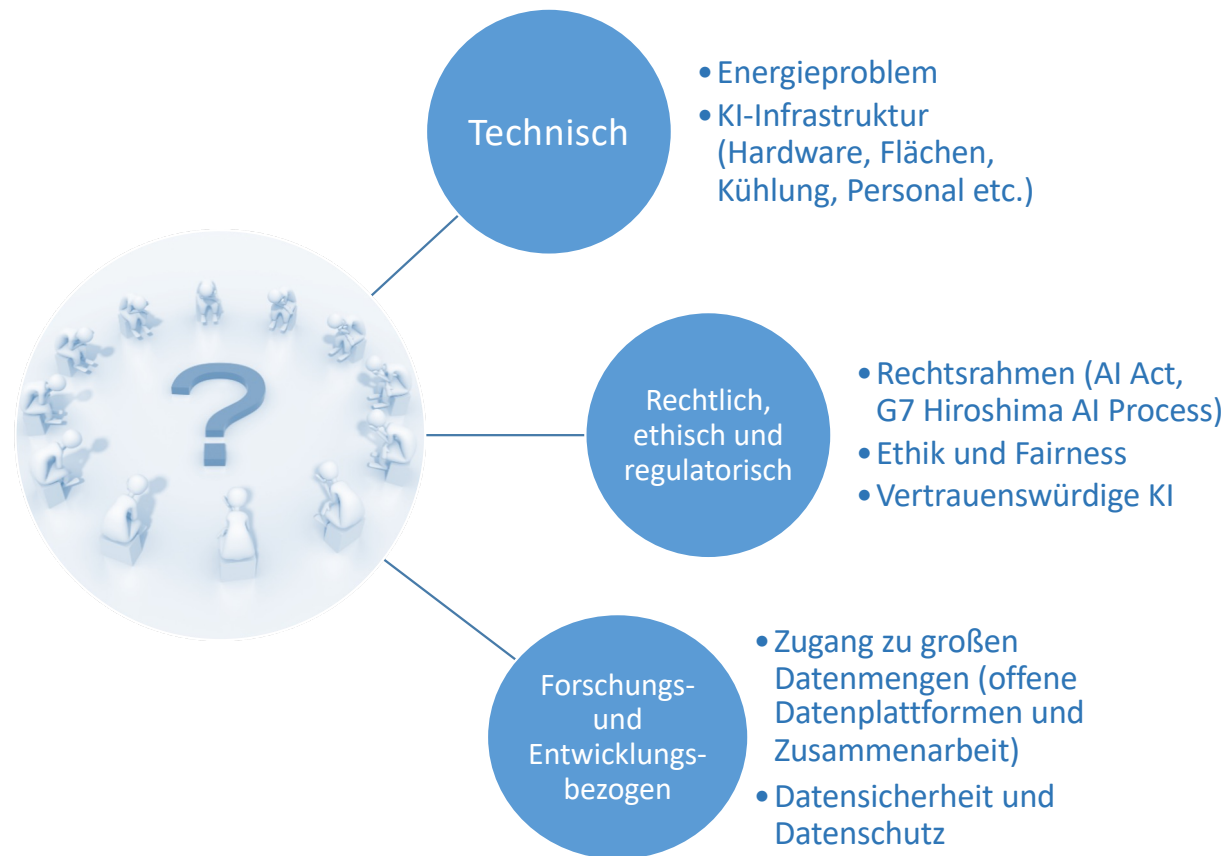 Technisch
• Energieproblem
• KI-Infrastruktur
(Hardware, Flächen,
Kühlung, Personal etc.)
?
Rechtlich,
ethisch und
regulatorisch
• Rechtsrahmen (AI Act,
G7 Hiroshima AI Process)
• Ethik und Fairness
• Vertrauenswürdige KI
Forschungs-
und
Entwicklungs-
bezogen
• Zugang zu großen
Datenmengen (offene
Datenplattformen und
Zusammenarbeit)
• Datensicherheit und
Datenschutz